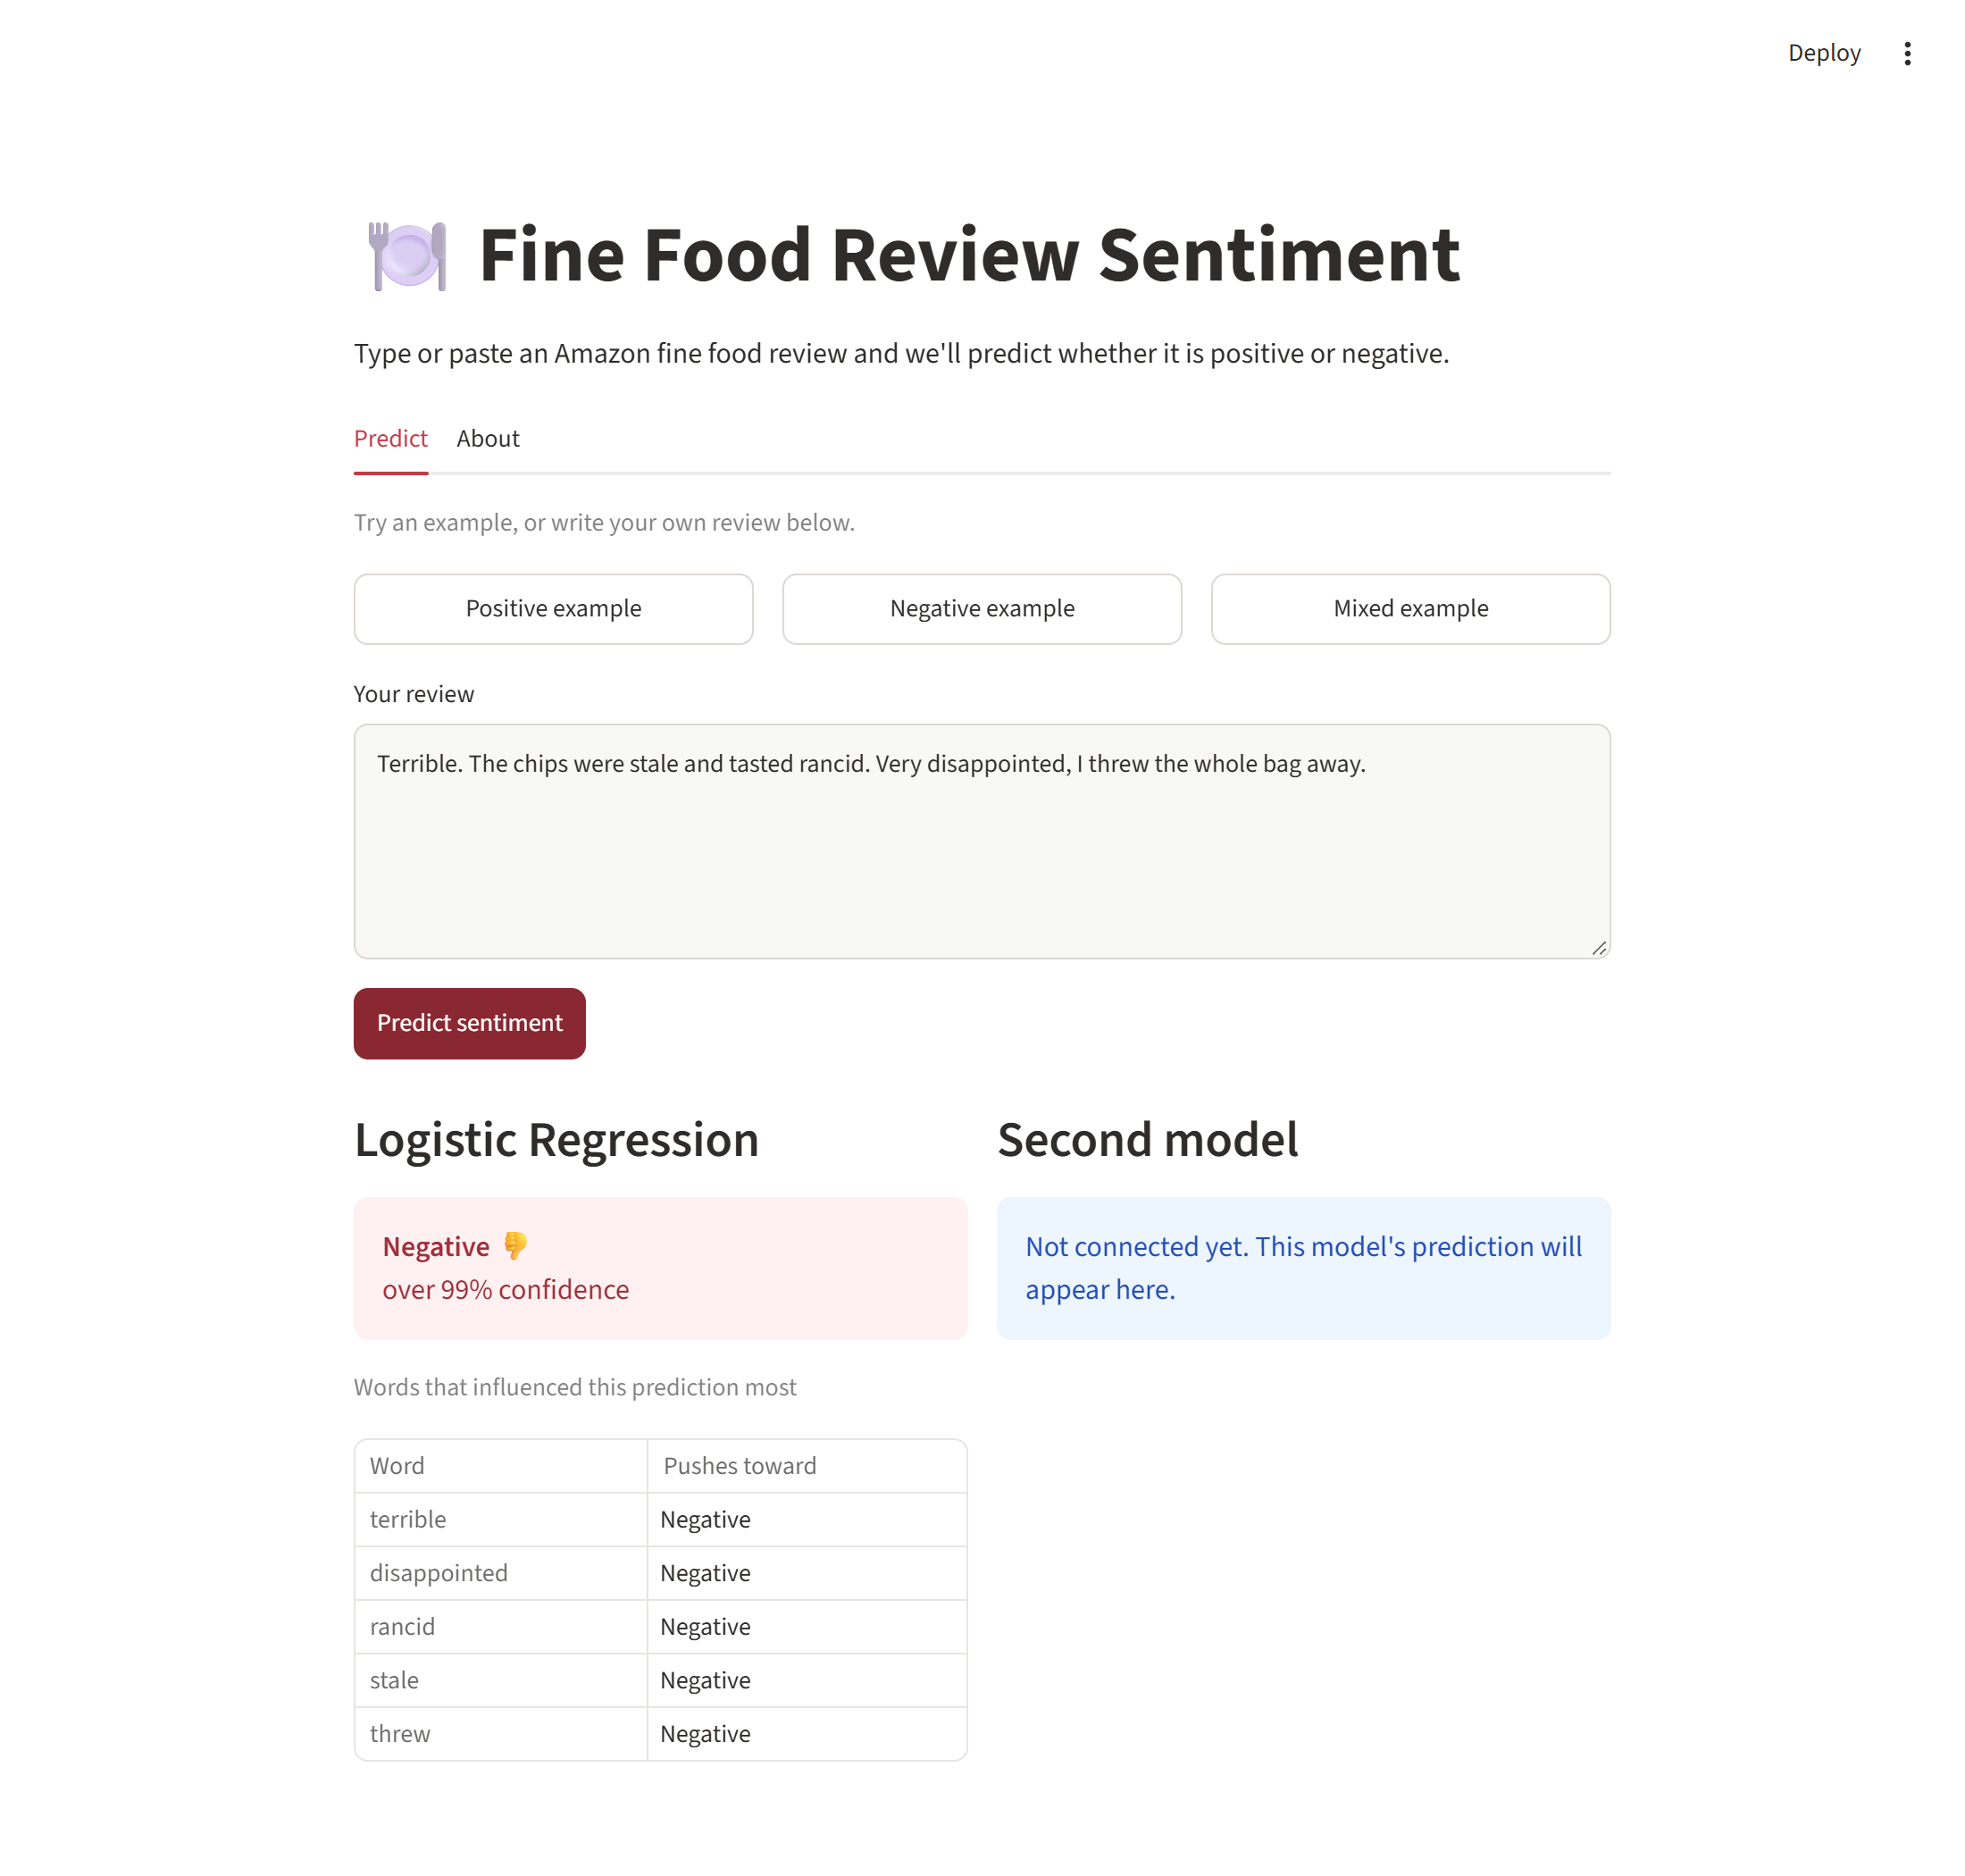 Deploy
Fine Food Review Sentiment
Type or paste an Amazon fine food review and we'll predict whether it is positive or negative.
Predict About
Try an example, or write your own review below.
Positive example Negative example Mixed example
Your review
Terrible. The chips were stale and tasted rancid. Very disappointed, I threw the whole bag away.
Predict sentiment
Logistic Regression
Negative
over 99% confidence
Words that influenced this prediction most
Word Pushes toward
terrible Negative
disappointed Negative
rancid Negative
stale Negative
threw Negative
Second model
Not connected yet. This model's prediction will
appear here.